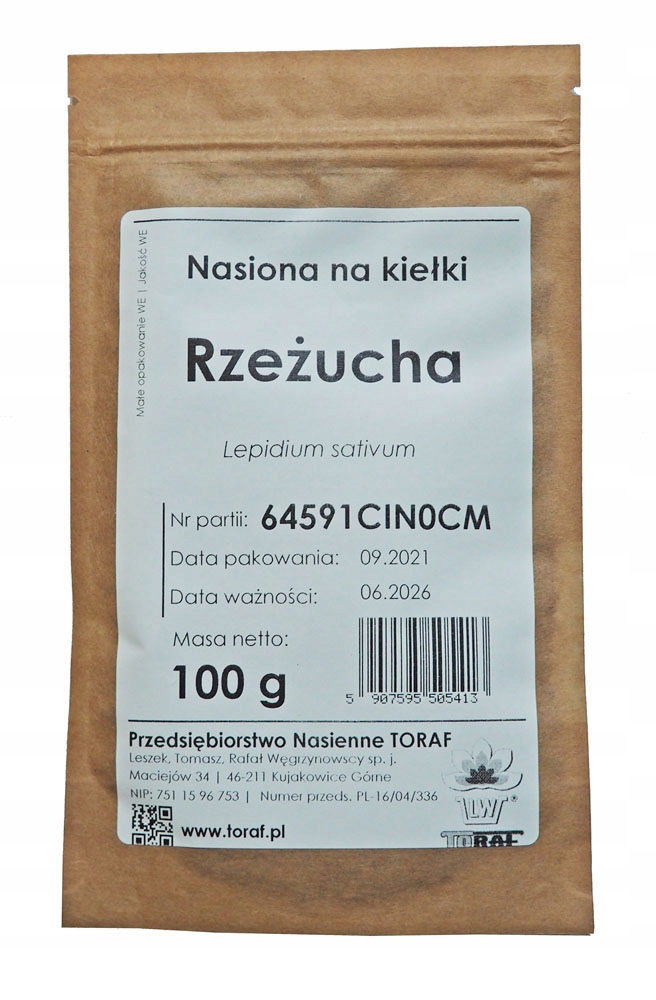 Małe opakowanie WE | Jakość WE
Nasiona na kiełki
Rzeżucha
Lepidium sativum
Nr partii: 64591CIN0CM
Data pakowania: 09.2021
Data ważności: 06.2026
Masa netto:
100 g
5 907595 505413
Przedsiębiorstwo Nasienne TORAF
Leszek, Tomasz, Rafał Węgrzynowscy sp. j.
Maciejów 34 | 46-211 Kujakowice Górne
NIP: 751 15 96 753 | Numer przeds. PL-16/04/336
www.toraf.pl
LWT®
TORAF